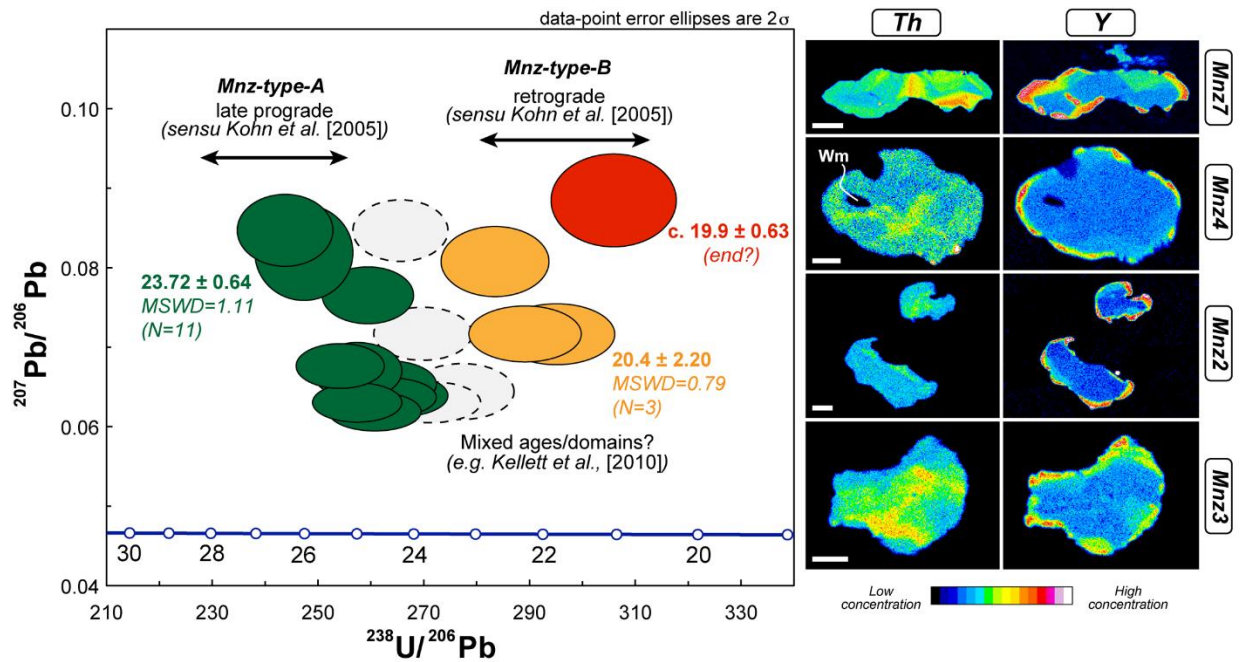 data-point error ellipses are 2σ
Mnz-type-A
late prograde
(sensu Kohn et al. [2005])
Mnz-type-B
retrograde
(sensu Kohn et al. [2005])
0.10
0.08
0.06
0.04
207Pb/206Pb
c. 19.9 ± 0.63
(end?)
23.72 ± 0.64
MSWD=1.11
(N=11)
20.4 ± 2.20
MSWD=0.79
(N=3)
Mixed ages/domains?
(e.g. Kellett et al., [2010])
30 28 26 24 22 20
210 230 250 270 290 310 330
238U/206Pb
Th Y
Mnz7
Wm
Mnz4
Mnz2
Mnz3
Low
concentration
High
concentration